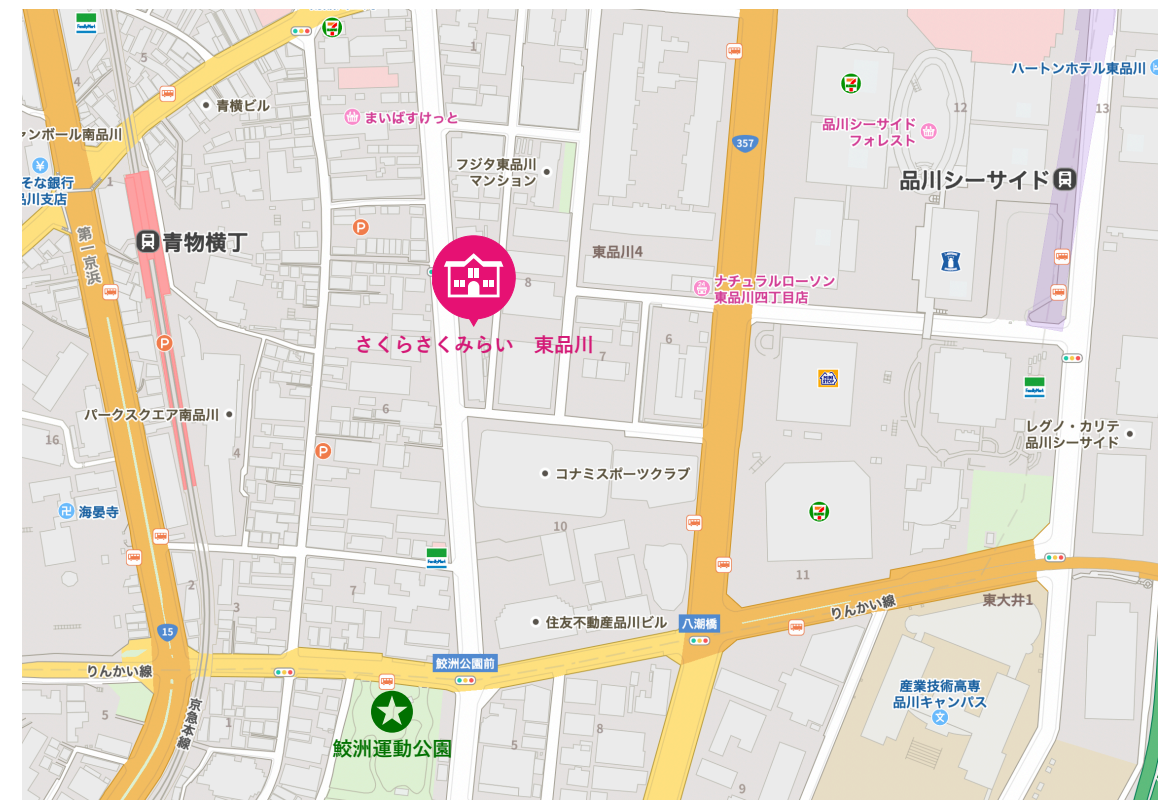 FamilyMart
5
4
1
青横ビル
まいばすけっと
ャンボール南品川
フジタ東品川
マンション
357
品川シーサイド
フォレスト
12
ハートンホテル東品川
13
品川シーサイド
そな銀行
品川支店
1
第一京浜
青物横丁
P
P
東品川4
8
ナチュラルローソン
東品川四丁目店
さくらさくみらい 東品川
7
6
MINI STOP
FamilyMart
レグノ・カリテ
品川シーサイド
パークスクエア南品川
6
16
4
P
コナミスポーツクラブ
海晏寺
10
FamilyMart
11
2
3
7
15
住友不動産品川ビル
八潮橋
りんかい線
東大井1
りんかい線
鮫洲公園前
産業技術高専
品川キャンパス
文
京急本線
5
1
鮫洲運動公園
5
8
9